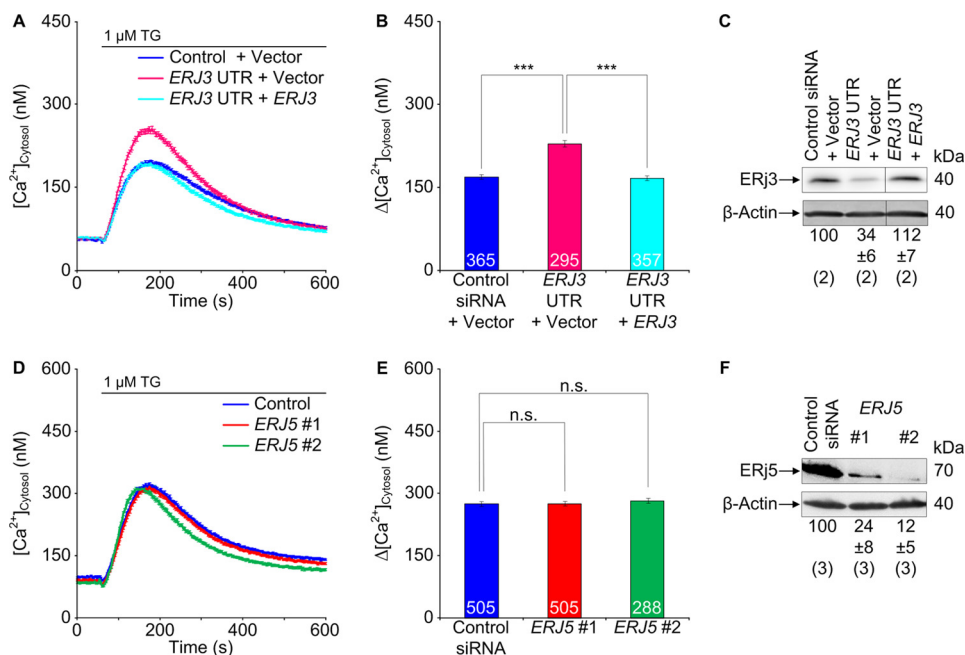 A
1 µM TG
Control + Vector
ERJ3 UTR + Vector
ERJ3 UTR + ERJ3
[Ca2+]Cytosol (nM)
450
300
150
0
0 200 400 600
Time (s)
B
Δ[Ca2+]Cytosol (nM)
450
300
150
0
***
***
365
295
357
Control siRNA + Vector
ERJ3 UTR + Vector
ERJ3 UTR + ERJ3
C
Control siRNA + Vector
ERJ3 UTR + Vector
ERJ3 UTR + ERJ3
kDa
ERj3
40
β-Actin
40
100 34 112
±6 ±7
(2) (2) (2)
D
1 µM TG
Control
ERJ5 #1
ERJ5 #2
[Ca2+]Cytosol (nM)
600
450
300
150
0
0 200 400 600
Time (s)
E
Δ[Ca2+]Cytosol (nM)
600
450
300
150
0
n.s.
n.s.
505
505
288
Control siRNA
ERJ5 #1
ERJ5 #2
F
Control siRNA
ERJ5
#1 #2
kDa
ERj5
70
β-Actin
40
100 24 12
±8 ±5
(3) (3) (3)